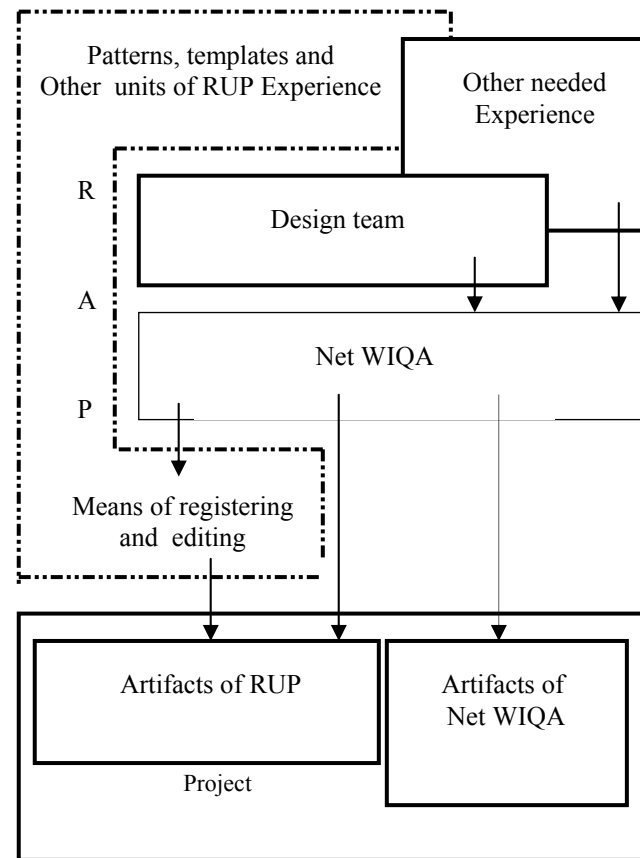 Patterns, templates and
Other units of RUP Experience
Other needed
Experience
R
Design team
A
Net WIQA
P
Means of registering
and editing
Artifacts of RUP
Artifacts of
Net WIQA
Project